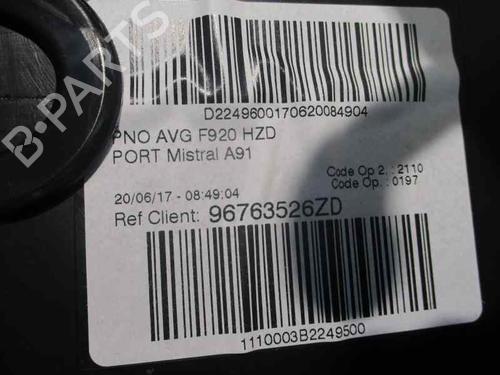 D2249600170620084904
PNO AVG F920 HZD
PORT Mistral A91
Code Op 2. : 2110
Code Op. : 0197
20/06/17 - 08:49:04
Ref Client: 96763526ZD
1110003B2249500
B-PARTS